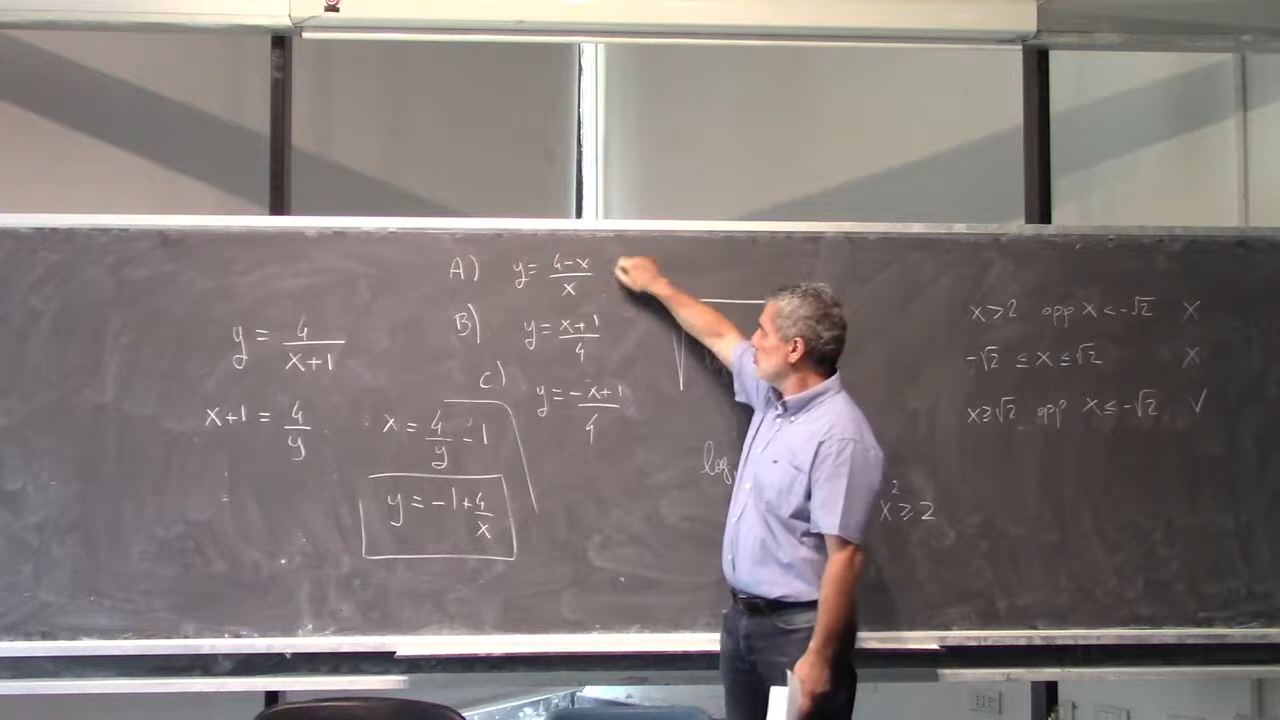 y = 4/(x+1)
x+1 = 4/y
x = 4/y - 1
y = -1 + 4/x
A) y = (4-x)/x
B) y = (x+1)/4
C) y = (-x+1)/4
√
log
x² ≥ 2
x>2 opp x<-√2 X
-√2 ≤ x ≤ √2 X
x≥√2 opp x≤-√2 V